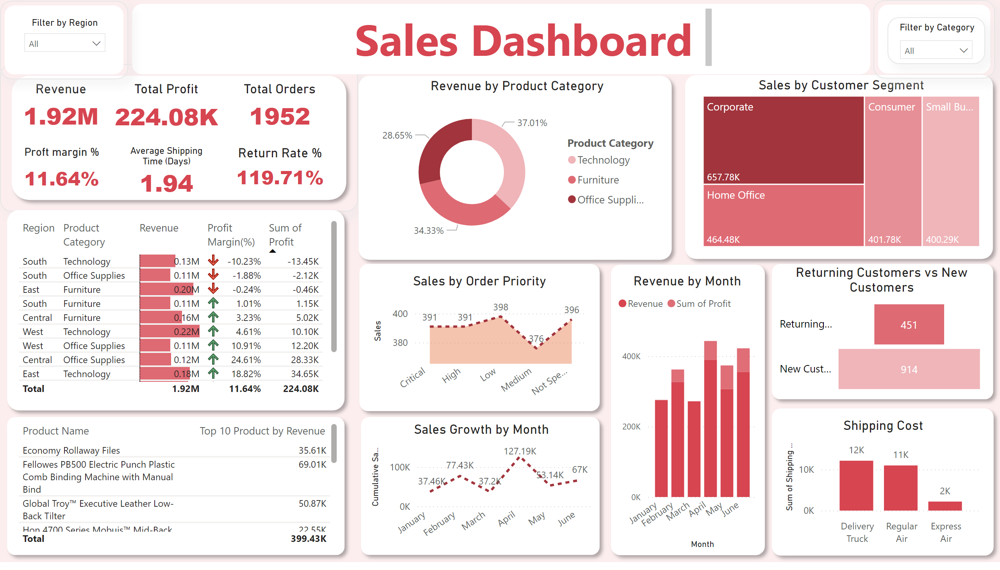 Filter by Region
All
Sales Dashboard
Filter by Category
All
Revenue
1.92M
Total Profit
224.08K
Total Orders
1952
Proft margin %
11.64%
Average Shipping
Time (Days)
1.94
Return Rate %
119.71%
Revenue by Product Category
37.01%
28.65%
34.33%
Product Category
Technology
Furniture
Office Suppli...
Sales by Customer Segment
Corporate
657.78K
Home Office
464.48K
Consumer
401.78K
Small Bu...
400.29K
Region Product Category Revenue Profit Margin(%) Sum of Profit
South Technology 0.13M -10.23% -13.45K
South Office Supplies 0.11M -1.88% -2.12K
East Furniture 0.20M -0.24% -0.46K
South Furniture 0.11M 1.01% 1.15K
Central Furniture 0.16M 3.23% 5.02K
West Technology 0.22M 4.61% 10.10K
West Office Supplies 0.11M 10.91% 12.20K
Central Office Supplies 0.12M 24.61% 28.33K
East Technology 0.18M 18.82% 34.65K
Total 1.92M 11.64% 224.08K
Sales by Order Priority
Sales
400
380
391
391
398
376
396
Critical
High
Low
Medium
Not Spe...
Revenue by Month
Revenue Sum of Profit
400K
200K
0K
January
February
March
April
May
June
Month
Returning Customers vs New
Customers
Returning...
451
New Cust...
914
Product Name Top 10 Product by Revenue
Economy Rollaway Files 35.61K
Fellowes PB500 Electric Punch Plastic 69.01K
Comb Binding Machine with Manual
Bind
Global Troy™ Executive Leather Low- 50.87K
Back Tilter
Hon 4700 Series Mobuis™ Mid-Back 22.55K
Total 399.43K
Sales Growth by Month
Cumulative Sa...
100K
0K
37.46K
77.43K
37.2K
127.19K
53.14K
67K
January
February
March
April
May
June
Shipping Cost
Sum of Shipping ...
10K
0K
12K
11K
2K
Delivery
Truck
Regular
Air
Express
Air